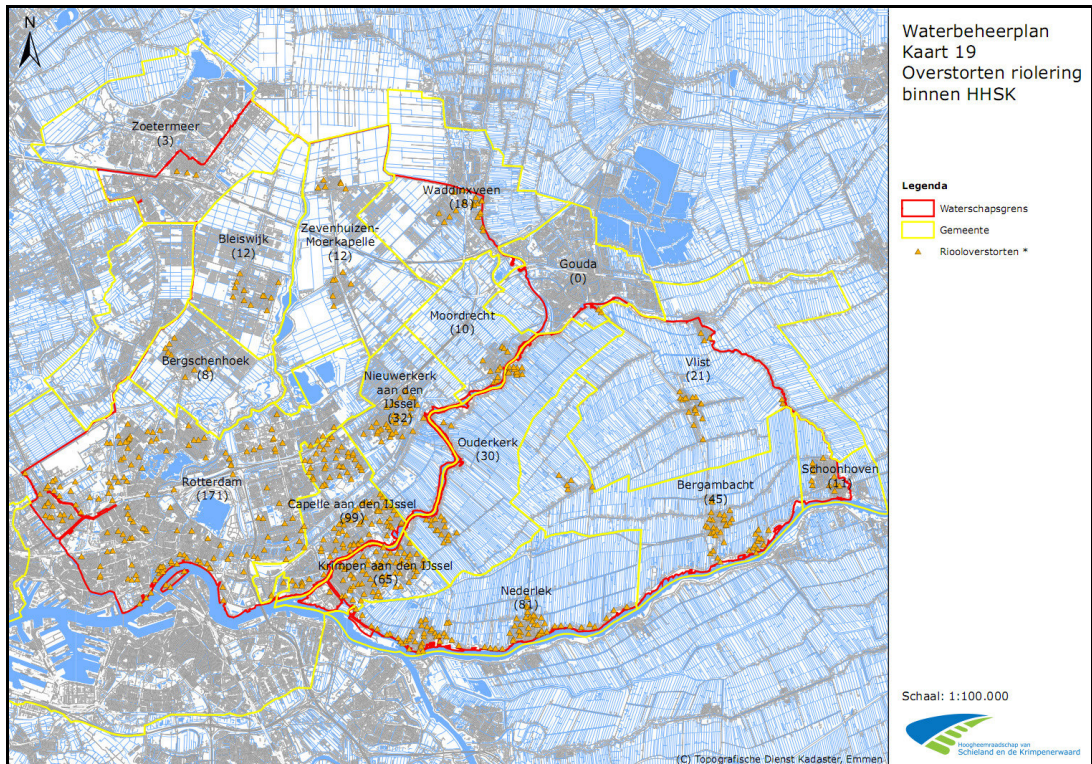 N
Zoetermeer
(3)
Waddinxveen
(18)
Bleiswijk
(12)
Zevenhuizen-
Moerkapelle
(12)
Gouda
(0)
Moordrecht
(10)
Bergschenhoek
(8)
Nieuwerkerk
aan den
IJssel
(32)
Vlist
(21)
Ouderkerk
(30)
Rotterdam
(171)
Schoonhoven
(11)
Bergambacht
(45)
Capelle aan den IJssel
(99)
Krimpen aan den IJssel
(65)
Nederlek
(81)
(C) Topografische Dienst Kadaster, Emmen
Waterbeheerplan
Kaart 19
Overstorten riolering
binnen HHSK
Legenda
Waterschapsgrens
Gemeente
Riooloverstorten *
Schaal: 1:100.000
Hoogheemraadschap van
Schieland en de Krimpenerwaard